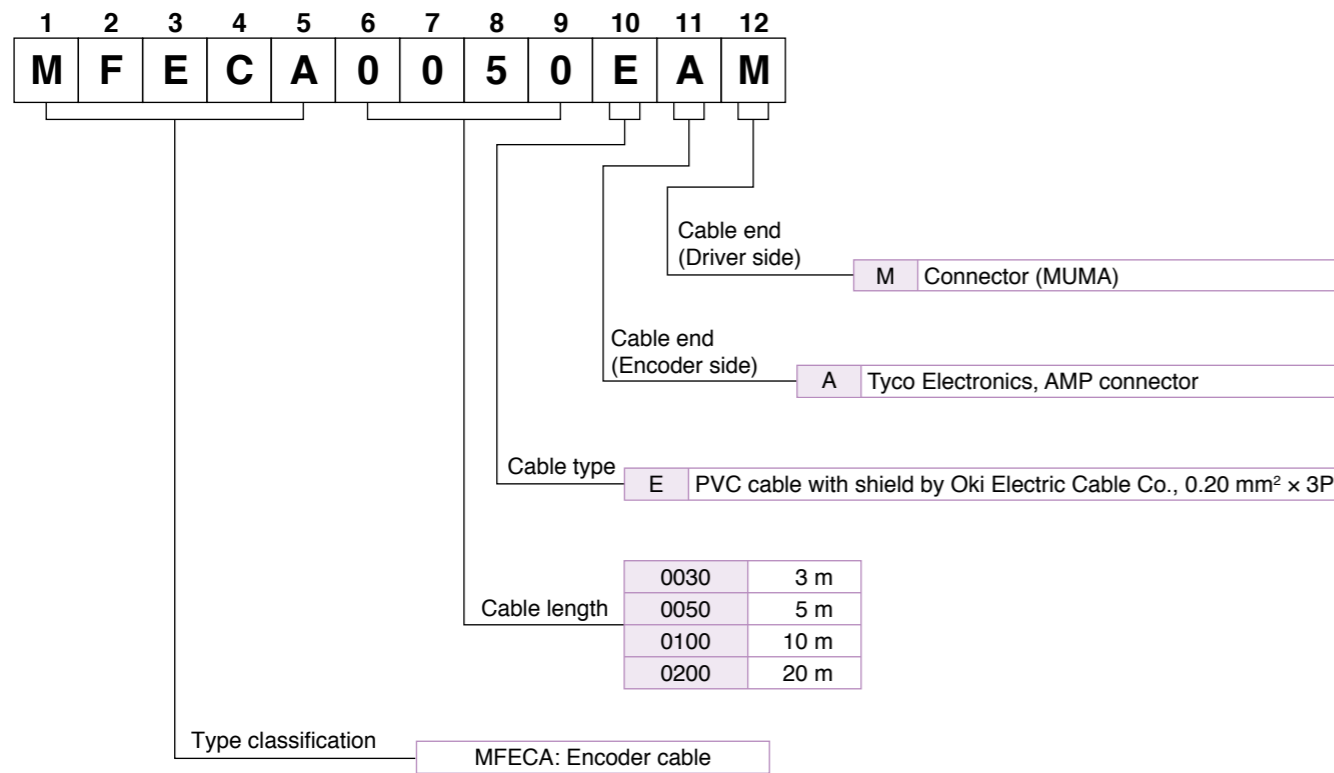 1 2 3 4 5 6 7 8 9 10 11 12
M F E C A 0 0 5 0 E A M
Cable end
(Driver side)
M Connector (MUMA)
Cable end
(Encoder side)
A Tyco Electronics, AMP connector
Cable type
E PVC cable with shield by Oki Electric Cable Co., 0.20 mm² × 3P
0030 3 m
Cable length
0050 5 m
0100 10 m
0200 20 m
Type classification
MFECA: Encoder cable